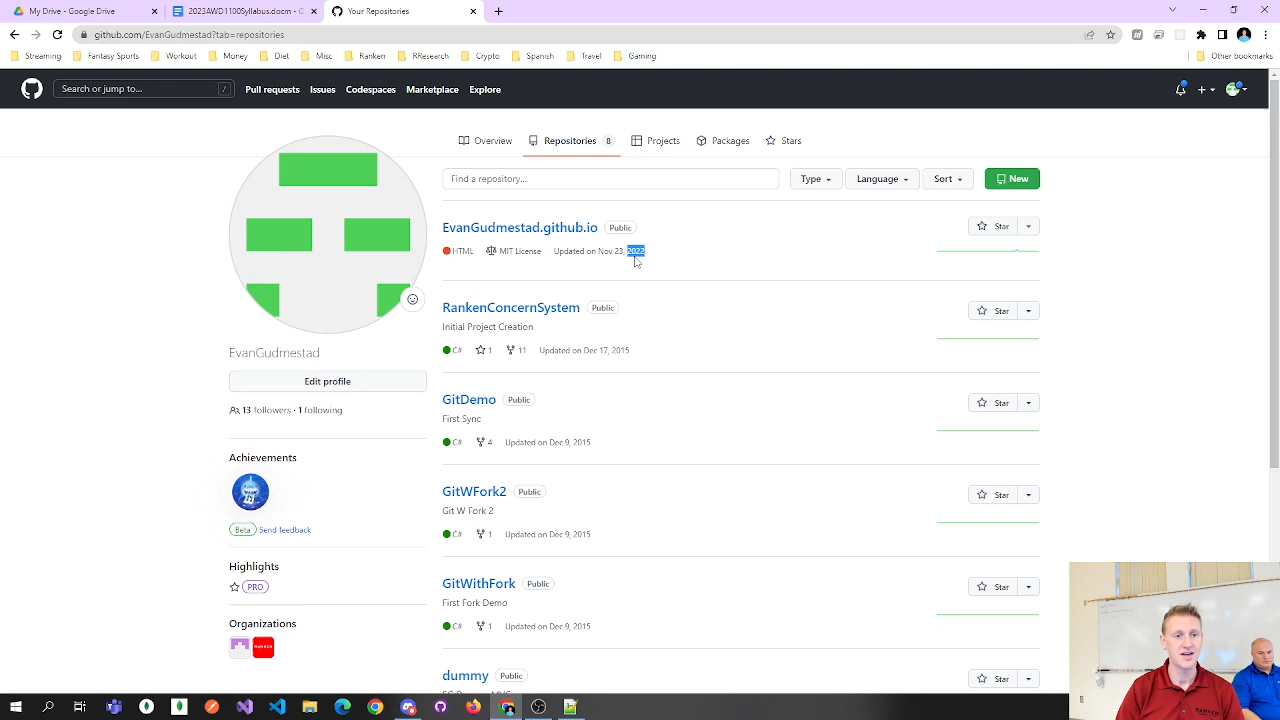 My Drive - Google Drive
2023AWD1100Syllabus.docm - G
Your Repositories
github.com/EvanGudmestad?tab=repositories
Streaming
Fantasy Sports
Workout
Money
Diet
Misc
Ranken
RResearch
Crypto
Spanish
Travel
Gaming
Other bookmarks
Search or jump to...
/
Pull requests
Issues
Codespaces
Marketplace
Explore
Overview
Repositories 8
Projects
Packages
Stars
Find a repository...
Type
Language
Sort
New
EvanGudmestad.github.io Public
HTML MIT License Updated on Nov 23, 2022
Star
RankenConcernSystem Public
Initial Project Creation
C# 1 11 Updated on Dec 17, 2015
Star
GitDemo Public
First Sync
C# 4 Updated on Dec 9, 2015
Star
GitWFork2 Public
Git W Fork 2
C# 1 Updated on Dec 9, 2015
Star
GitWithFork Public
First Fork Demo
C# 1 Updated on Dec 9, 2015
Star
dummy Public
Star
EvanGudmestad
Edit profile
13 followers · 1 following
Achievements
Beta Send feedback
Highlights
PRO
Organizations
RANKEN
RANKEN